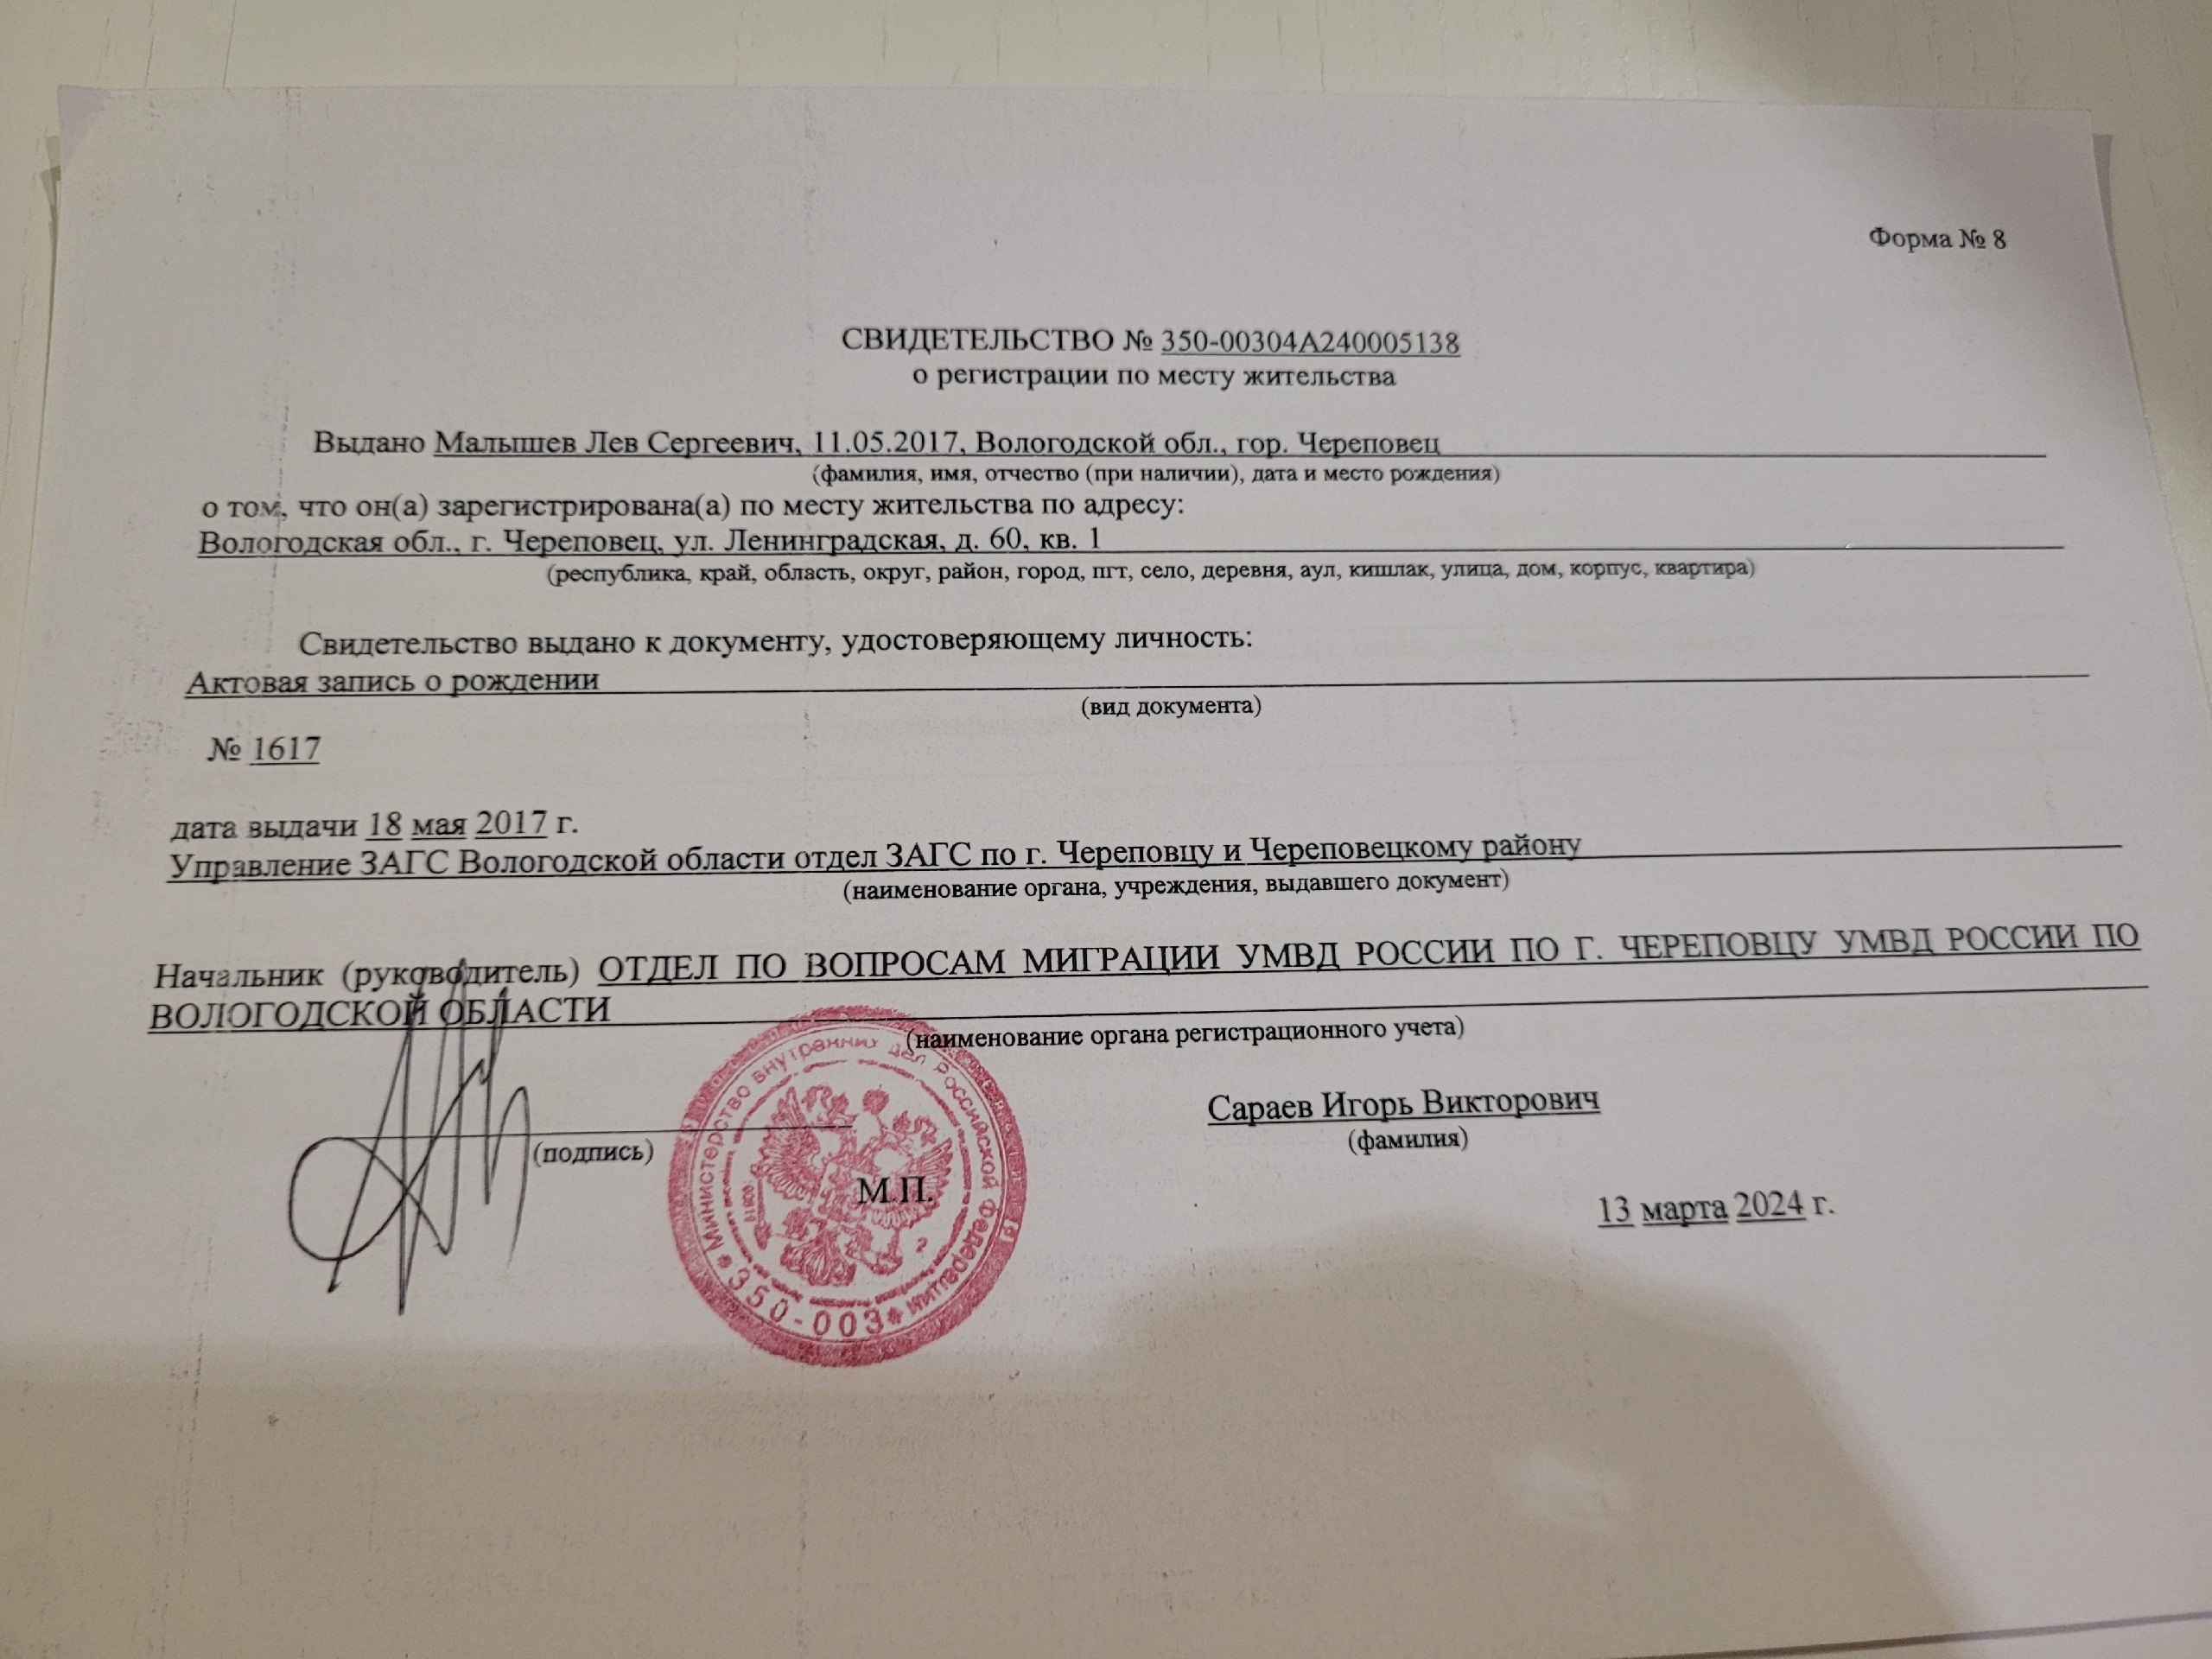 Форма № 8
СВИДЕТЕЛЬСТВО № 350-00304А240005138
о регистрации по месту жительства
Выдано Малышев Лев Сергеевич, 11.05.2017, Вологодской обл., гор. Череповец
(фамилия, имя, отчество (при наличии), дата и место рождения)
о том, что он(а) зарегистрирована(а) по месту жительства по адресу:
Вологодская обл., г. Череповец, ул. Ленинградская, д. 60, кв. 1
(республика, край, область, округ, район, город, пгт, село, деревня, аул, кишлак, улица, дом, корпус, квартира)
Свидетельство выдано к документу, удостоверяющему личность:
Актовая запись о рождении
(вид документа)
№ 1617
дата выдачи 18 мая 2017 г.
Управление ЗАГС Вологодской области отдел ЗАГС по г. Череповцу и Череповецкому району
(наименование органа, учреждения, выдавшего документ)
Начальник (руководитель) ОТДЕЛ ПО ВОПРОСАМ МИГРАЦИИ УМВД РОССИИ ПО Г. ЧЕРЕПОВЦУ УМВД РОССИИ ПО
ВОЛОГОДСКОЙ ОБЛАСТИ
(наименование органа регистрационного учета)
Сараев Игорь Викторович
(фамилия)
(подпись)
М.П.
Министерство внутренних дел Российской Федерации
350-003
2
13 марта 2024 г.